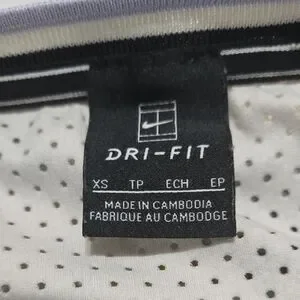 DRI-FIT
XS TP ECH EP
MADE IN CAMBODIA
FABRIQUE AU CAMBODGE